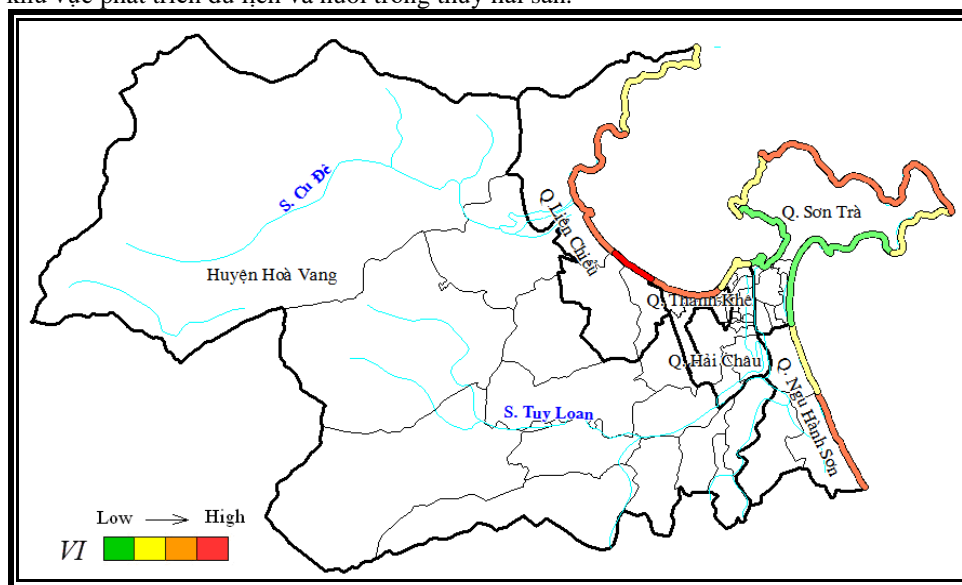 khu vực phát triển du lịch và nuôi trồng thủy hải sản.
S. Cu Đê
Q. Liên Chiểu
Q. Sơn Trà
Huyện Hoà Vang
Q. Thanh Khê
Q. Hải Châu
Q. Ngũ Hành Sơn
S. Tuy Loan
Low High
VI